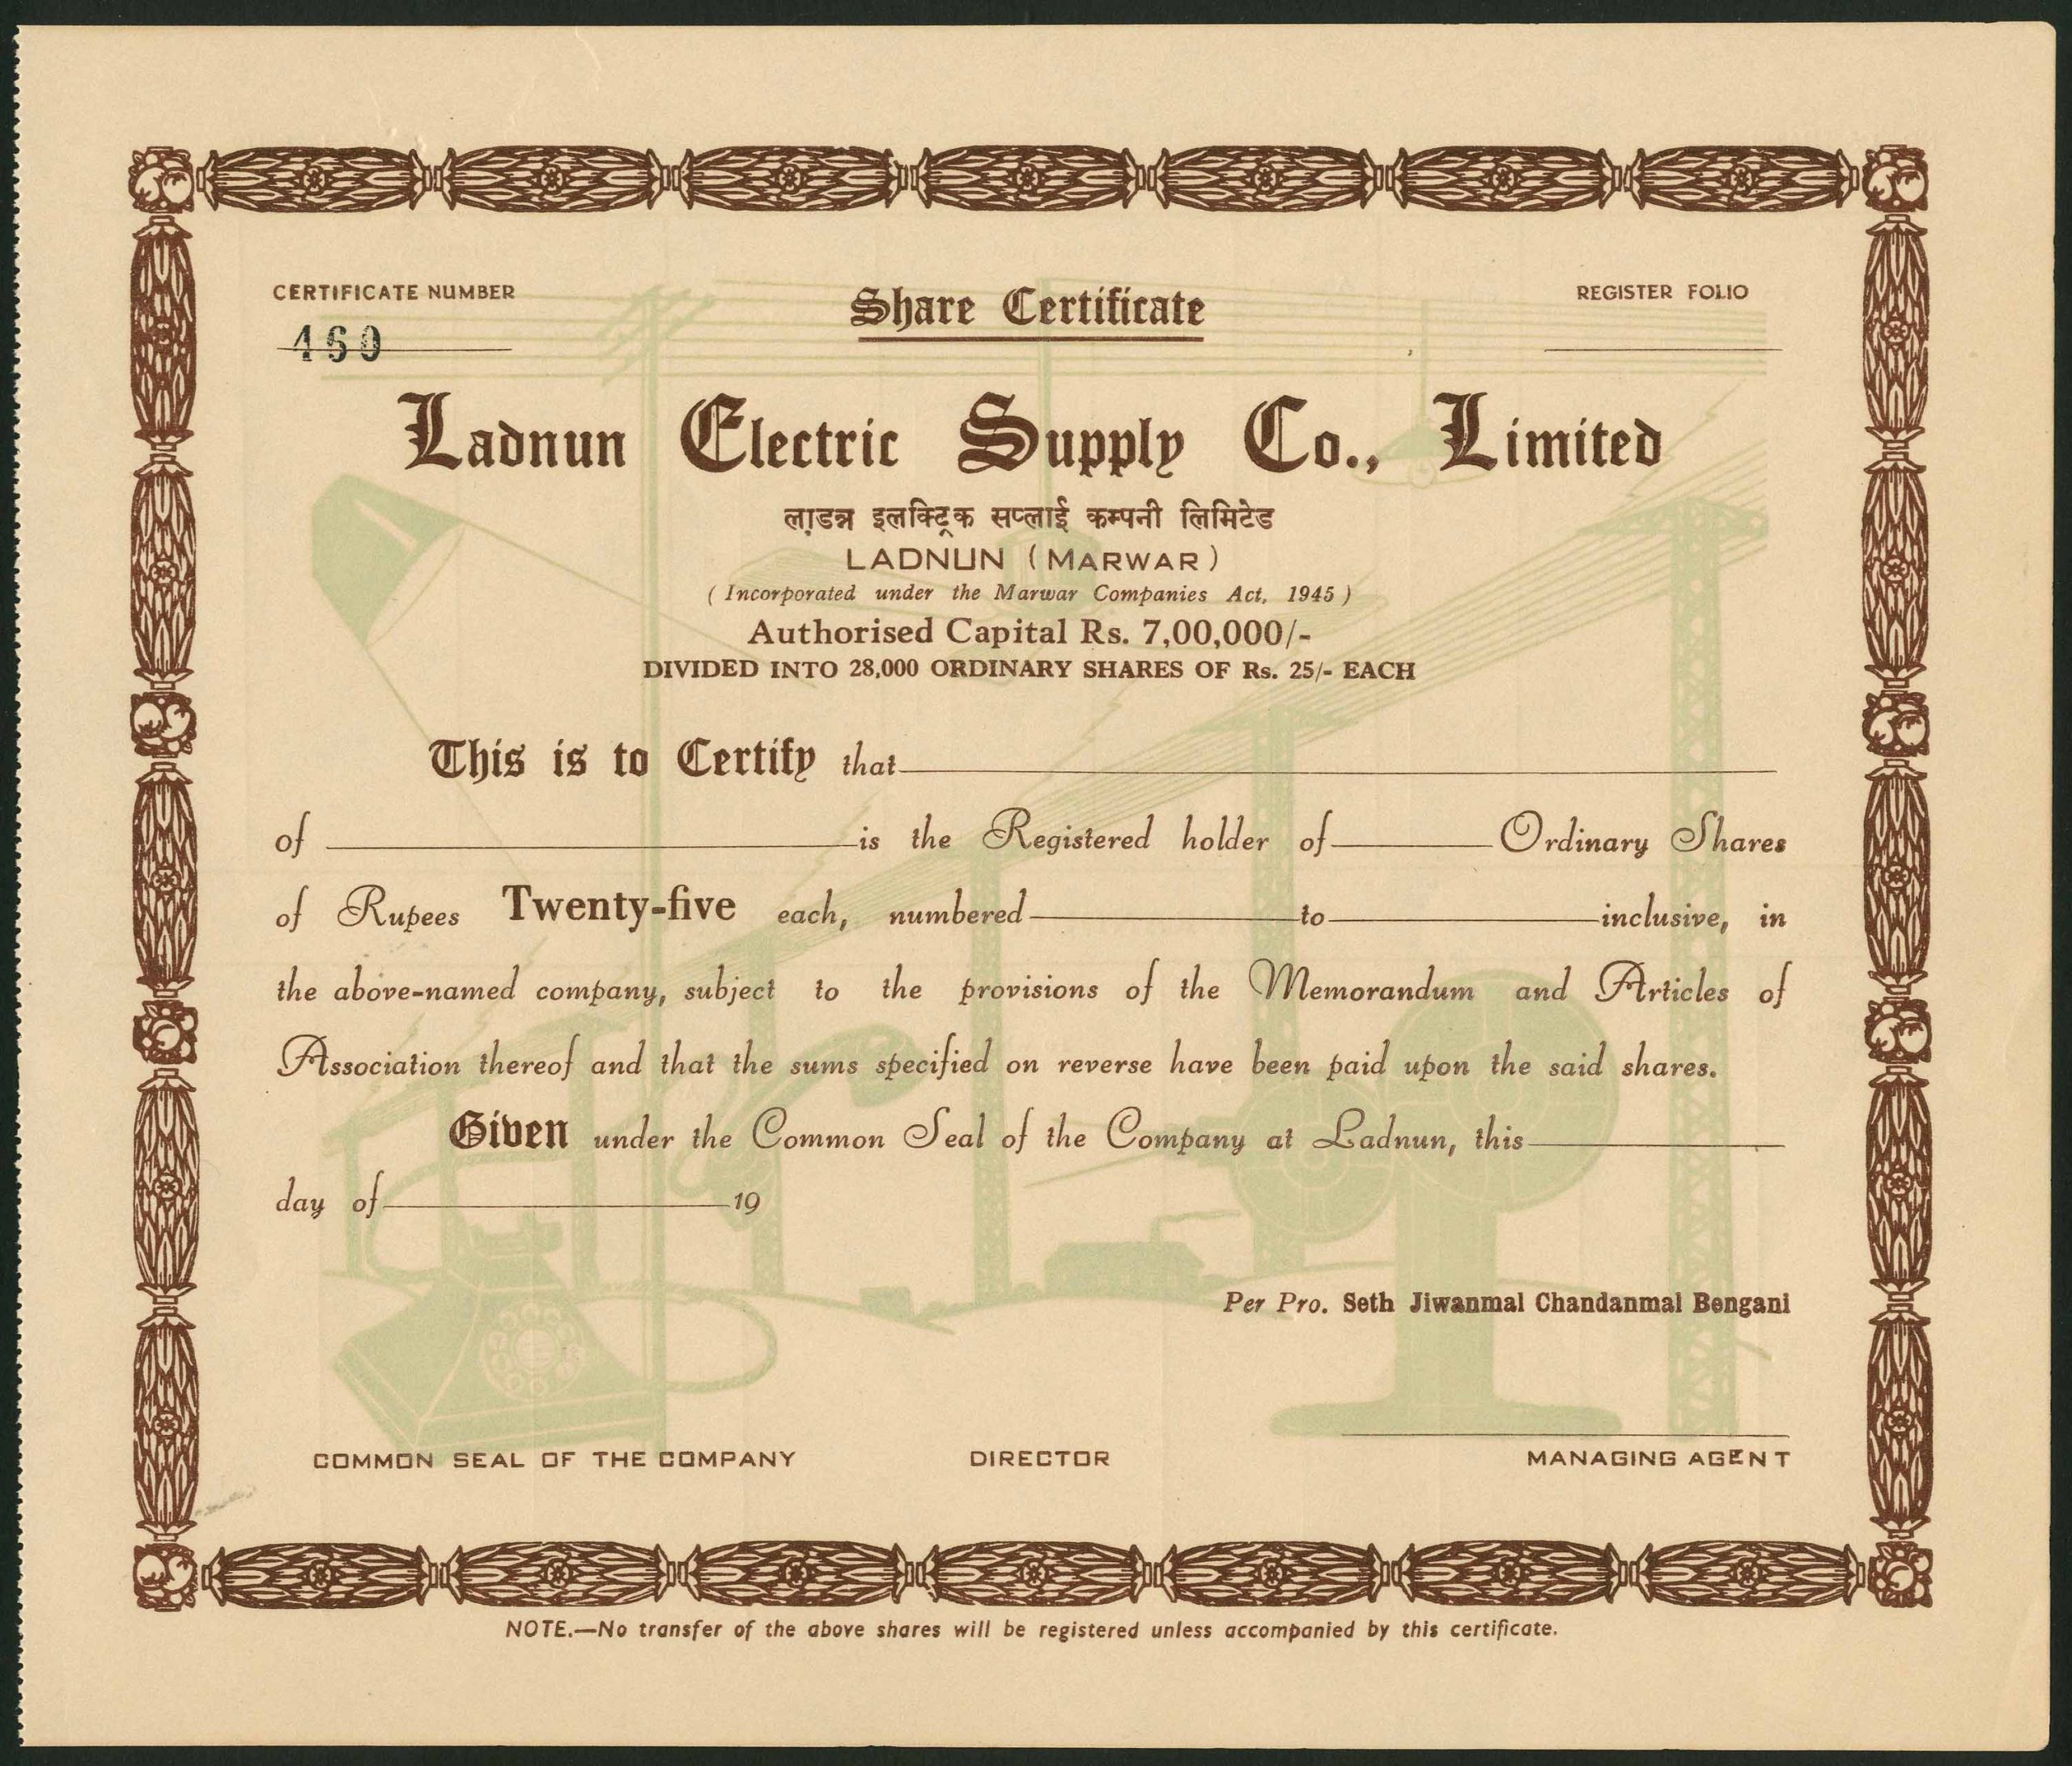 CERTIFICATE NUMBER
460
Share Certificate
REGISTER FOLIO
Ladnun Electric Supply Co., Limited
लाडनू इलक्ट्रिक सप्लाई कम्पनी लिमिटेड
LADNUN (MARWAR)
( Incorporated under the Marwar Companies Act, 1945 )
Authorised Capital Rs. 7,00,000/-
DIVIDED INTO 28,000 ORDINARY SHARES OF Rs. 25/- EACH
This is to Certify that
of is the Registered holder of Ordinary Shares
of Rupees Twenty-five each, numbered to inclusive, in
the above-named company, subject to the provisions of the Memorandum and Articles of
Association thereof and that the sums specified on reverse have been paid upon the said shares.
Given under the Common Seal of the Company at Ladnun, this
day of 19
Per Pro. Seth Jiwanmal Chandanmal Bengani
COMMON SEAL OF THE COMPANY DIRECTOR MANAGING AGENT
NOTE.—No transfer of the above shares will be registered unless accompanied by this certificate.